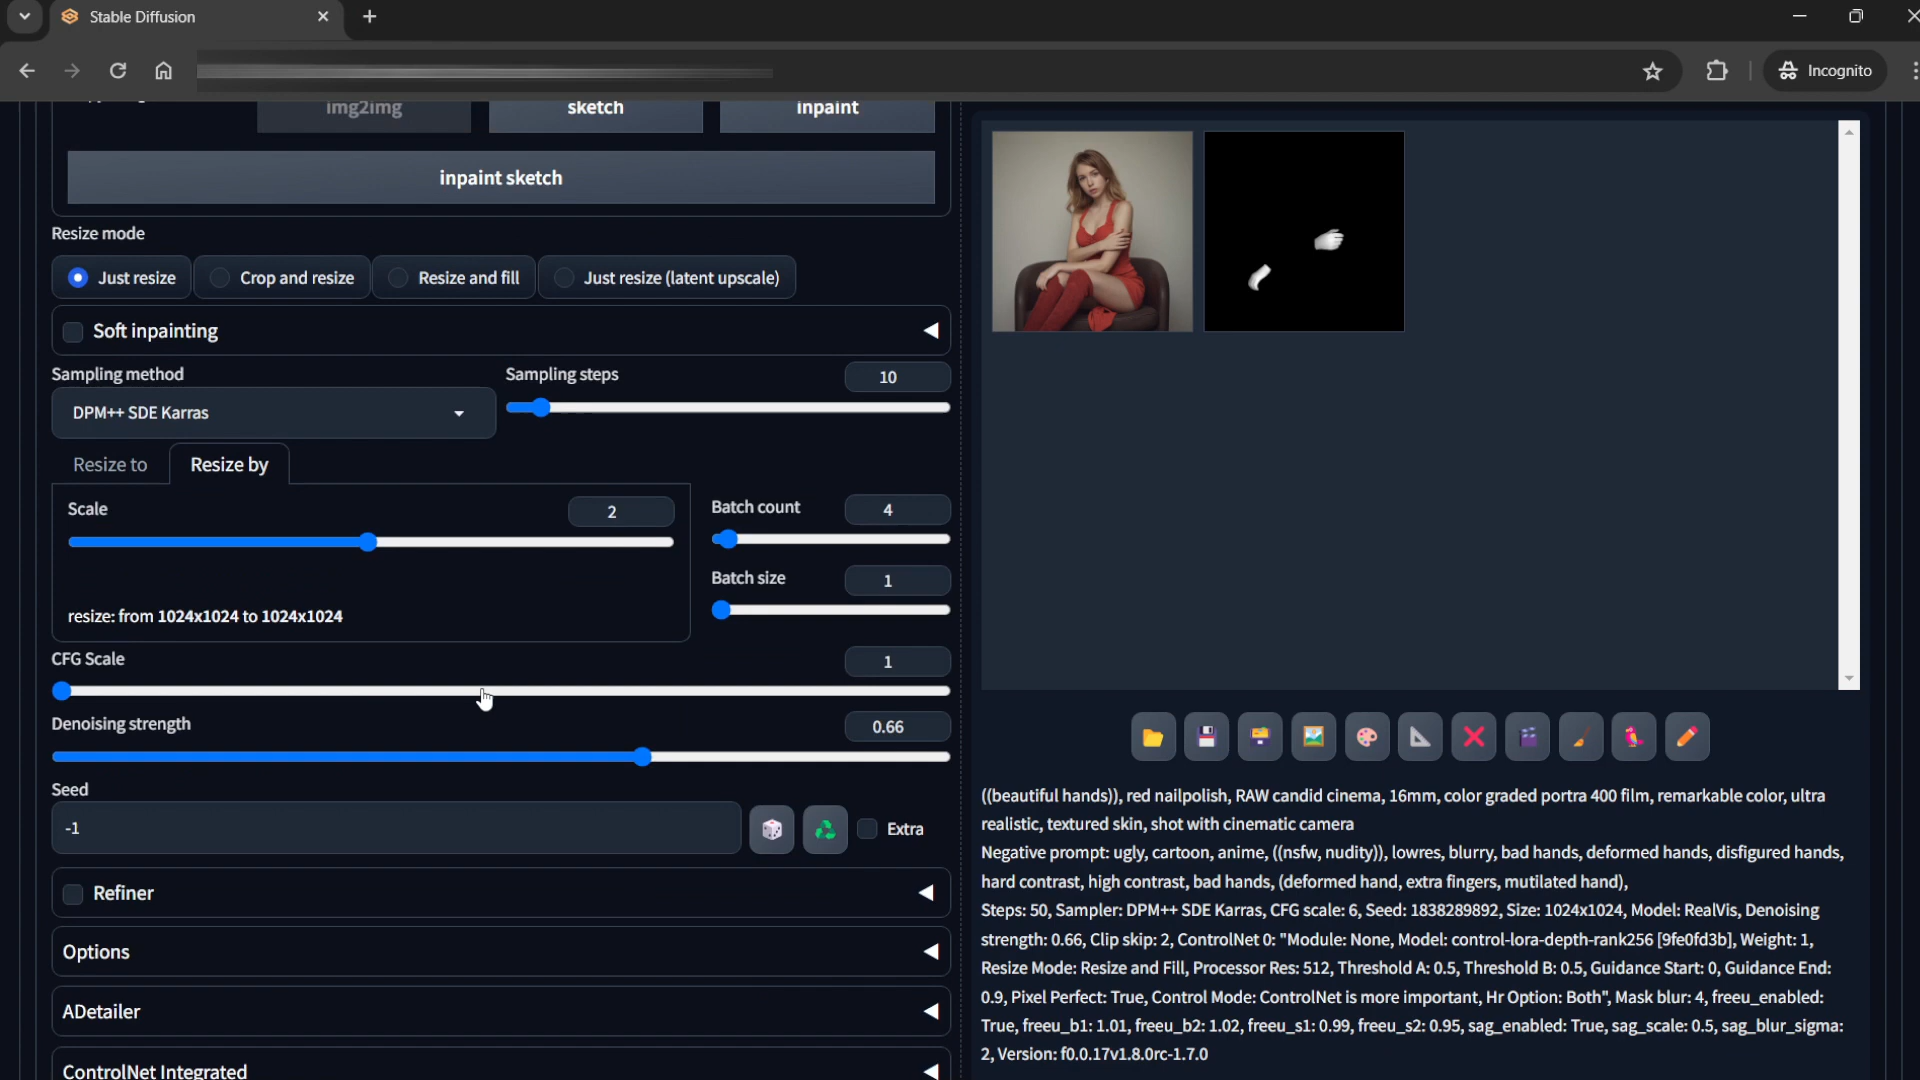 Stable Diffusion
Incognito
img2img
sketch
inpaint
inpaint sketch
Resize mode
Just resize
Crop and resize
Resize and fill
Just resize (latent upscale)
Soft inpainting
Sampling method
Sampling steps
10
DPM++ SDE Karras
Resize to
Resize by
Scale
2
Batch count
4
Batch size
1
resize: from 1024x1024 to 1024x1024
CFG Scale
1
Denoising strength
0.66
Seed
-1
Extra
Refiner
Options
ADetailer
ControlNet Integrated
((beautiful hands)), red nailpolish, RAW candid cinema, 16mm, color graded portra 400 film, remarkable color, ultra
realistic, textured skin, shot with cinematic camera
Negative prompt: ugly, cartoon, anime, ((nsfw, nudity)), lowres, blurry, bad hands, deformed hands, disfigured hands,
hard contrast, high contrast, bad hands, (deformed hand, extra fingers, mutilated hand),
Steps: 50, Sampler: DPM++ SDE Karras, CFG scale: 6, Seed: 1838289892, Size: 1024x1024, Model: RealVis, Denoising
strength: 0.66, Clip skip: 2, ControlNet 0: "Module: None, Model: control-lora-depth-rank256 [9fe0fd3b], Weight: 1,
Resize Mode: Resize and Fill, Processor Res: 512, Threshold A: 0.5, Threshold B: 0.5, Guidance Start: 0, Guidance End:
0.9, Pixel Perfect: True, Control Mode: ControlNet is more important, Hr Option: Both", Mask blur: 4, freeu_enabled:
True, freeu_b1: 1.01, freeu_b2: 1.02, freeu_s1: 0.99, freeu_s2: 0.95, sag_enabled: True, sag_scale: 0.5, sag_blur_sigma:
2, Version: f0.0.17v1.8.0rc-1.7.0